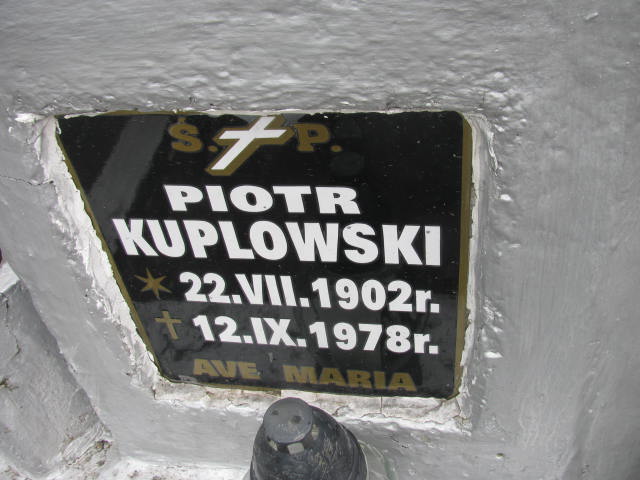 Ś. P.
PIOTR
KUPLOWSKI
22.VII.1902r.
12.IX.1978r.
AVE MARIA